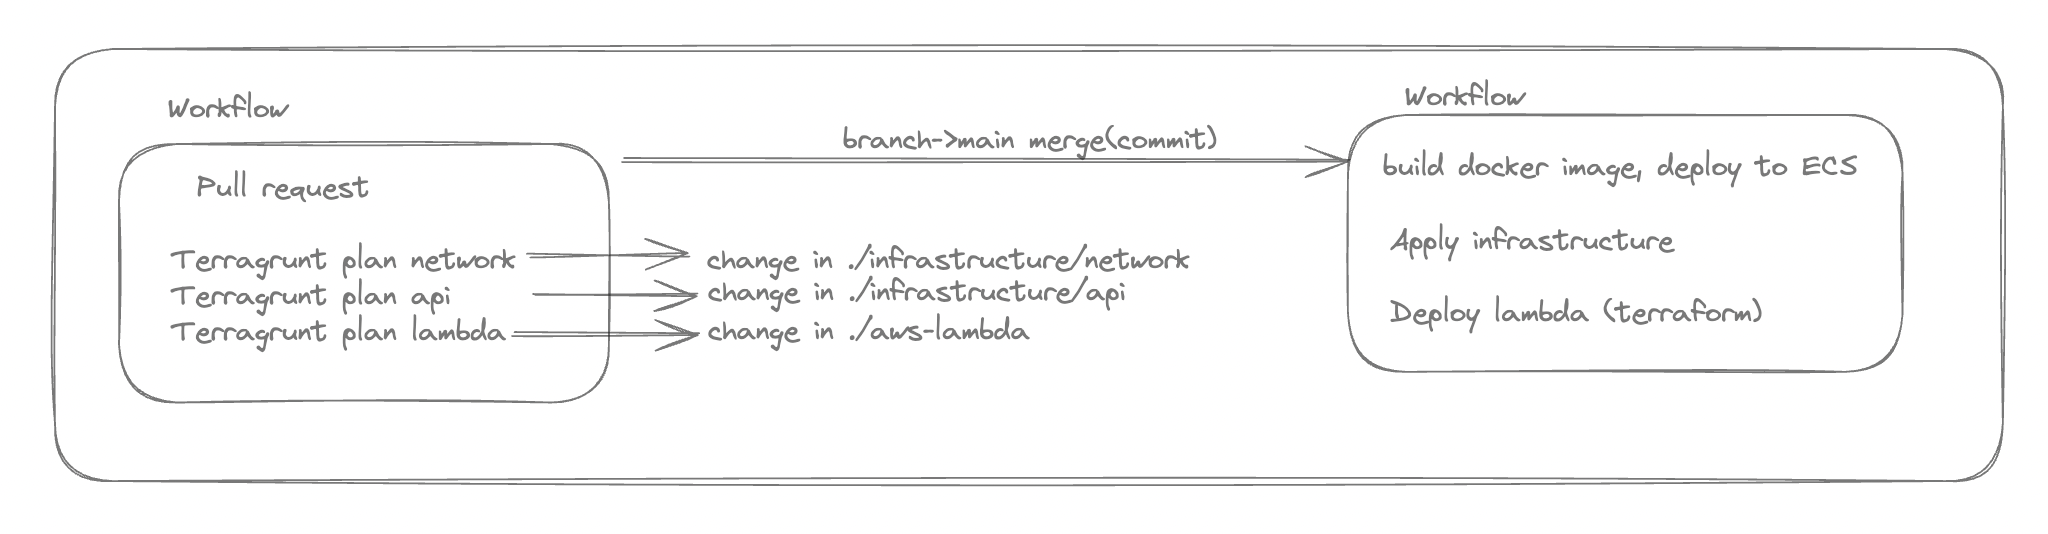 Workflow
Pull request
Terragrunt plan network
Terragrunt plan api
Terragrunt plan lambda
branch->main merge(commit)
change in ./infrastructure/network
change in ./infrastructure/api
change in ./aws-lambda
Workflow
build docker image, deploy to ECS
Apply infrastructure
Deploy lambda (terraform)